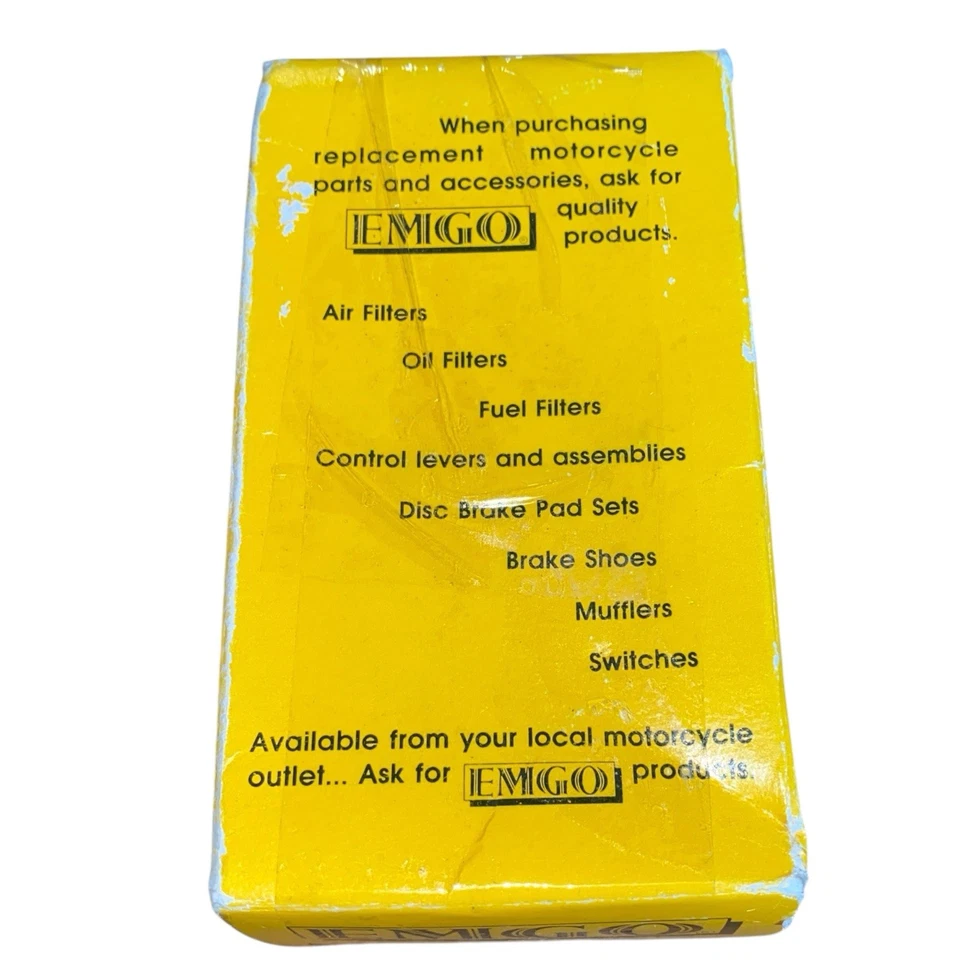 When purchasing
replacement motorcycle
parts and accessories, ask for
EMGO quality
products.
Air Filters
Oil Filters
Fuel Filters
Control levers and assemblies
Disc Brake Pad Sets
Brake Shoes
Mufflers
Switches
Available from your local motorcycle
outlet... Ask for EMGO products.
EMGO